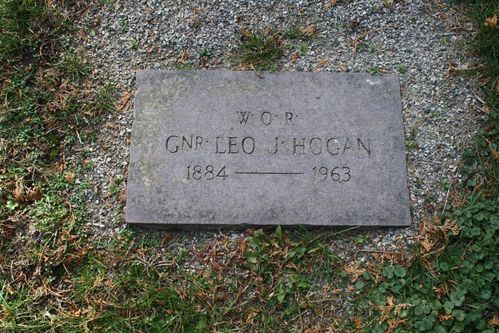 W·O·R·
GNR· LEO J· HOGAN
1884 — 1963